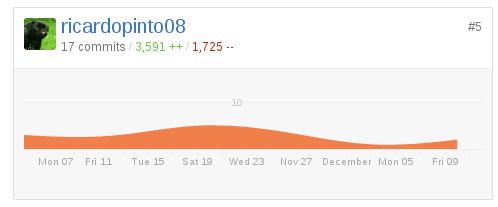 ricardopinto08
#5
17 commits / 3,591 ++ / 1,725 --
10
Mon 07 Fri 11 Tue 15 Sat 19 Wed 23 Nov 27 December Mon 05 Fri 09